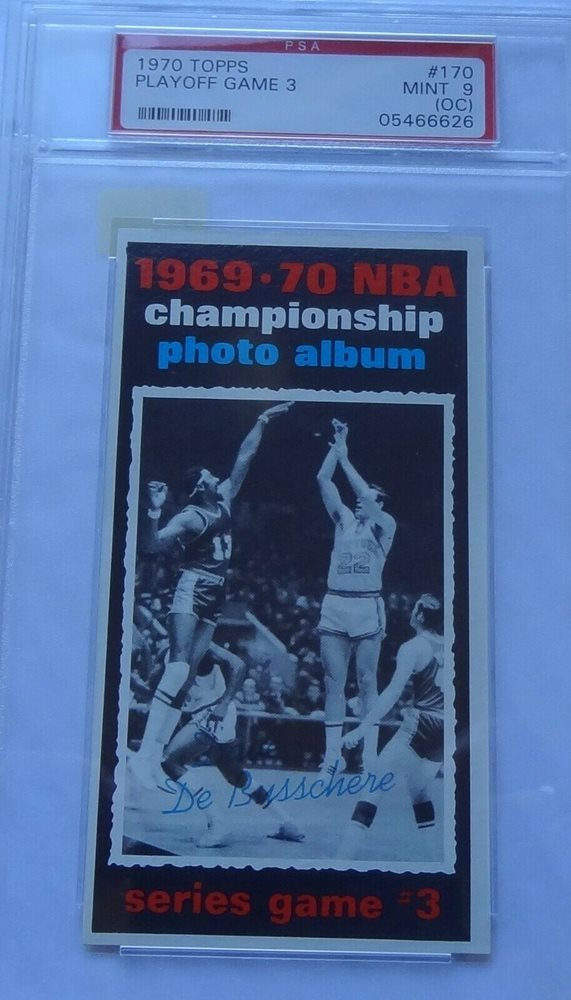 PSA
1970 TOPPS #170
PLAYOFF GAME 3 MINT 9
(OC)
05466626
1969·70 NBA
championship
photo album
22
De Busschere
series game #3